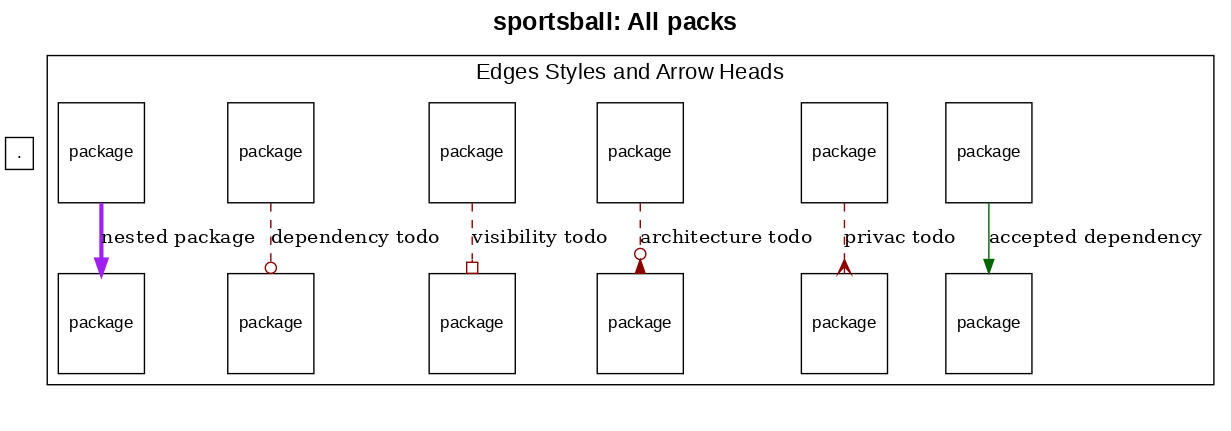 sportsball: All packs
Edges Styles and Arrow Heads
.
package package package package package package
nested package dependency todo visibility todo architecture todo privac todo accepted dependency
package package package package package package